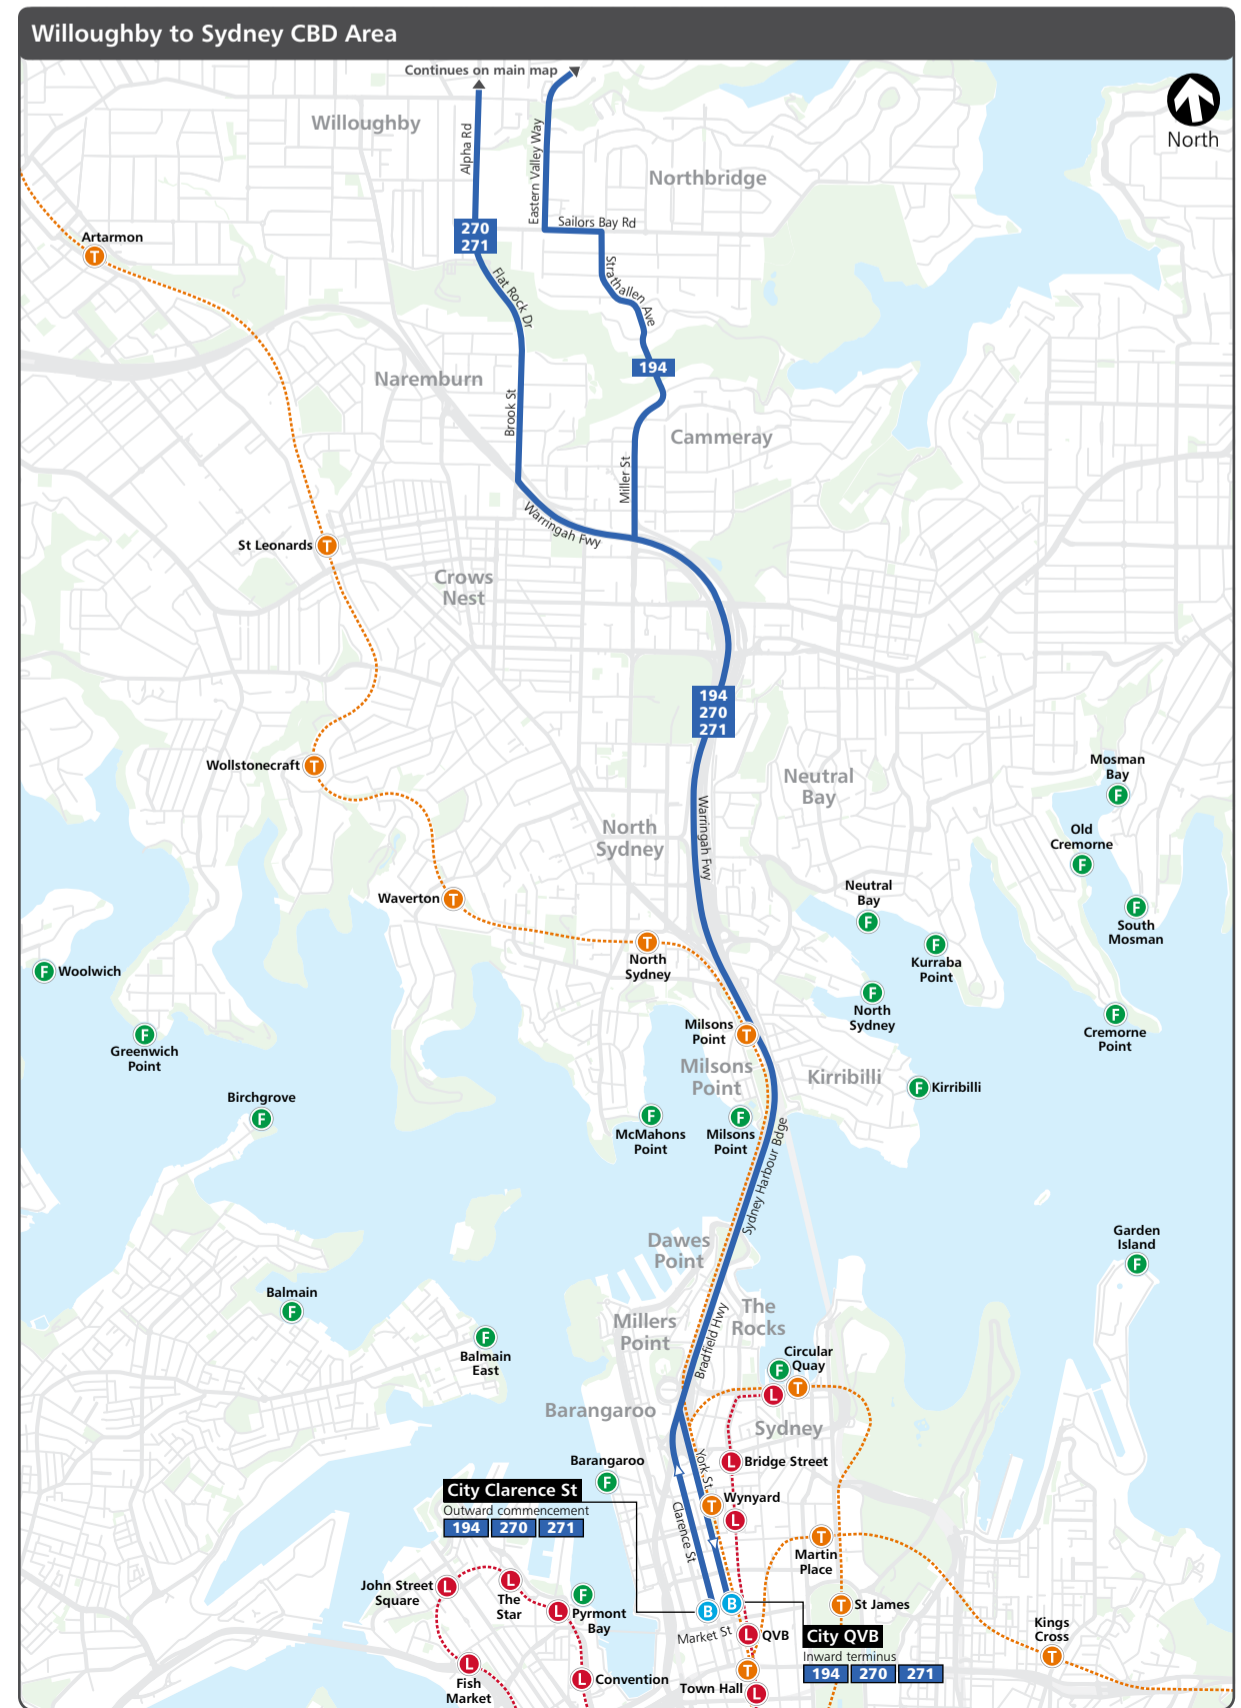 Willoughby to Sydney CBD Area
Continues on main map
North
Willoughby
Alpha Rd
Eastern Valley Way
Northbridge
Sailors Bay Rd
270
271
Artarmon
T
Flat Rock Dr
Strathallen Ave
194
Naremburn
Brook St
Cammeray
Miller St
Warringah Fwy
St Leonards
T
Crows
Nest
194
270
271
Wollstonecraft
T
Neutral
Bay
Mosman
Bay
F
Warringah Fwy
North
Sydney
Old
Cremorne
F
Waverton
T
Neutral
Bay
F
F
South
Mosman
T
North
Sydney
F
Kurraba
Point
F
Woolwich
F
North
Sydney
F
Cremorne
Point
F
Greenwich
Point
Milsons
Point
T
Milsons
Point
Kirribilli
F
Kirribilli
Birchgrove
F
F
McMahons
Point
F
Milsons
Point
Sydney Harbour Bdge
Dawes
Point
Garden
Island
F
Balmain
F
Millers
Point
The
Rocks
F
Balmain
East
Bradfield Hwy
Circular
Quay
F
T
L
Barangaroo
Sydney
Barangaroo
F
York St
L
Bridge Street
City Clarence St
Outward commencement
194
270
271
Wynyard
T
L
Clarence St
T
Martin
Place
John Street
Square
L
L
The
Star
F
L
Pyrmont
Bay
B
B
T
St James
Market St
L
QVB
City QVB
Inward terminus
194
270
271
Kings
Cross
T
L
Fish
Market
L
Convention
T
Town Hall
L